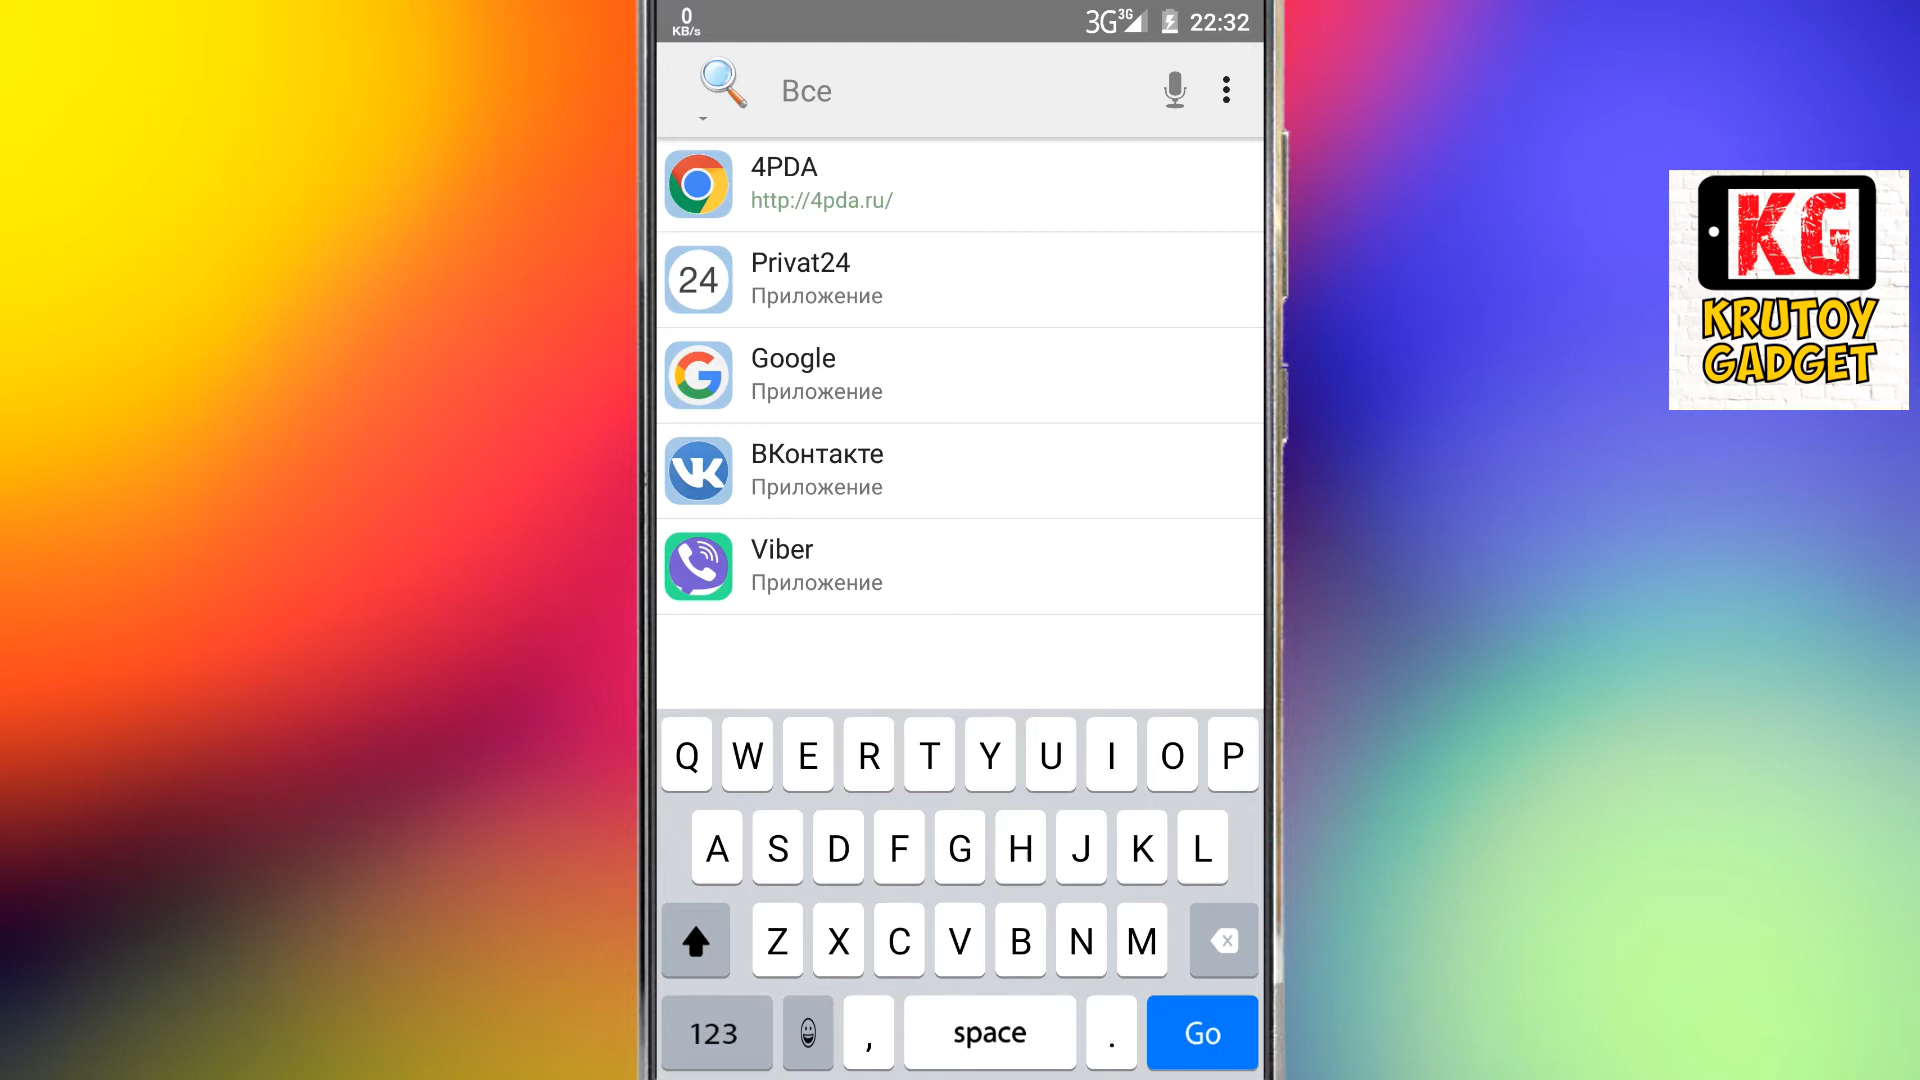 0
KB/s
3G 3G 22:32
Все
4PDA
http://4pda.ru/
24
Privat24
Приложение
Google
Приложение
ВКонтакте
Приложение
Viber
Приложение
Q W E R T Y U I O P
A S D F G H J K L
Z X C V B N M
123 , space . Go
KG
KRUTOY
GADGET